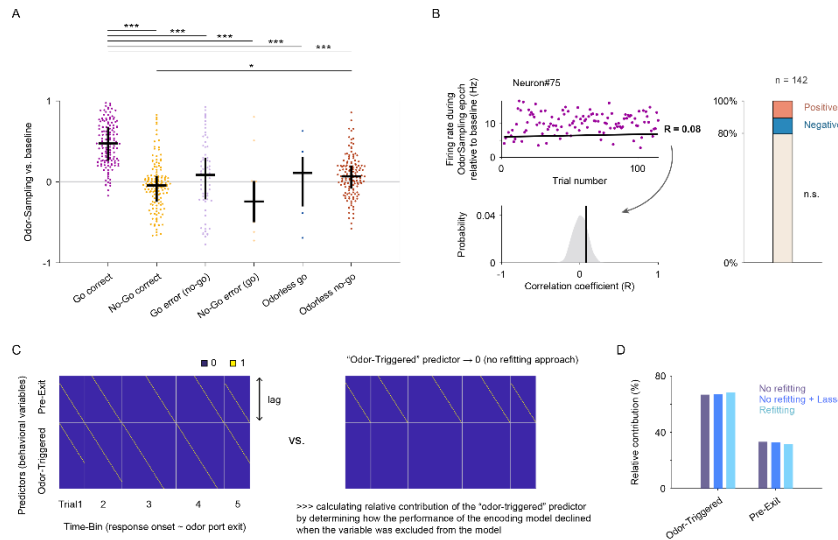 A
***
***
***
***
***
*
Odor-Sampling vs. baseline
1
0
-1
Go correct
No-Go correct
Go error (no-go)
No-Go error (go)
Odorless go
Odorless no-go
B
Neuron#75
Firing rate during
OdorSampling epoch
relative to baseline (Hz)
10
0
0
100
Trial number
R = 0.08
Probability
0.04
0
-1
0
1
Correlation coefficient (R)
n = 142
100%
80%
0%
Positive
Negative
n.s.
C
0
1
Predictors (behavioral variables)
Pre-Exit
Odor-Triggered
lag
Trial1
2
3
4
5
Time-Bin (response onset ~ odor port exit)
vs.
"Odor-Triggered" predictor → 0 (no refitting approach)
>>> calculating relative contribution of the "odor-triggered" predictor
by determining how the performance of the encoding model declined
when the variable was excluded from the model
D
Relative contribution (%)
80
40
0
No refitting
No refitting + Lass
Refitting
Odor-Triggered
Pre-Exit